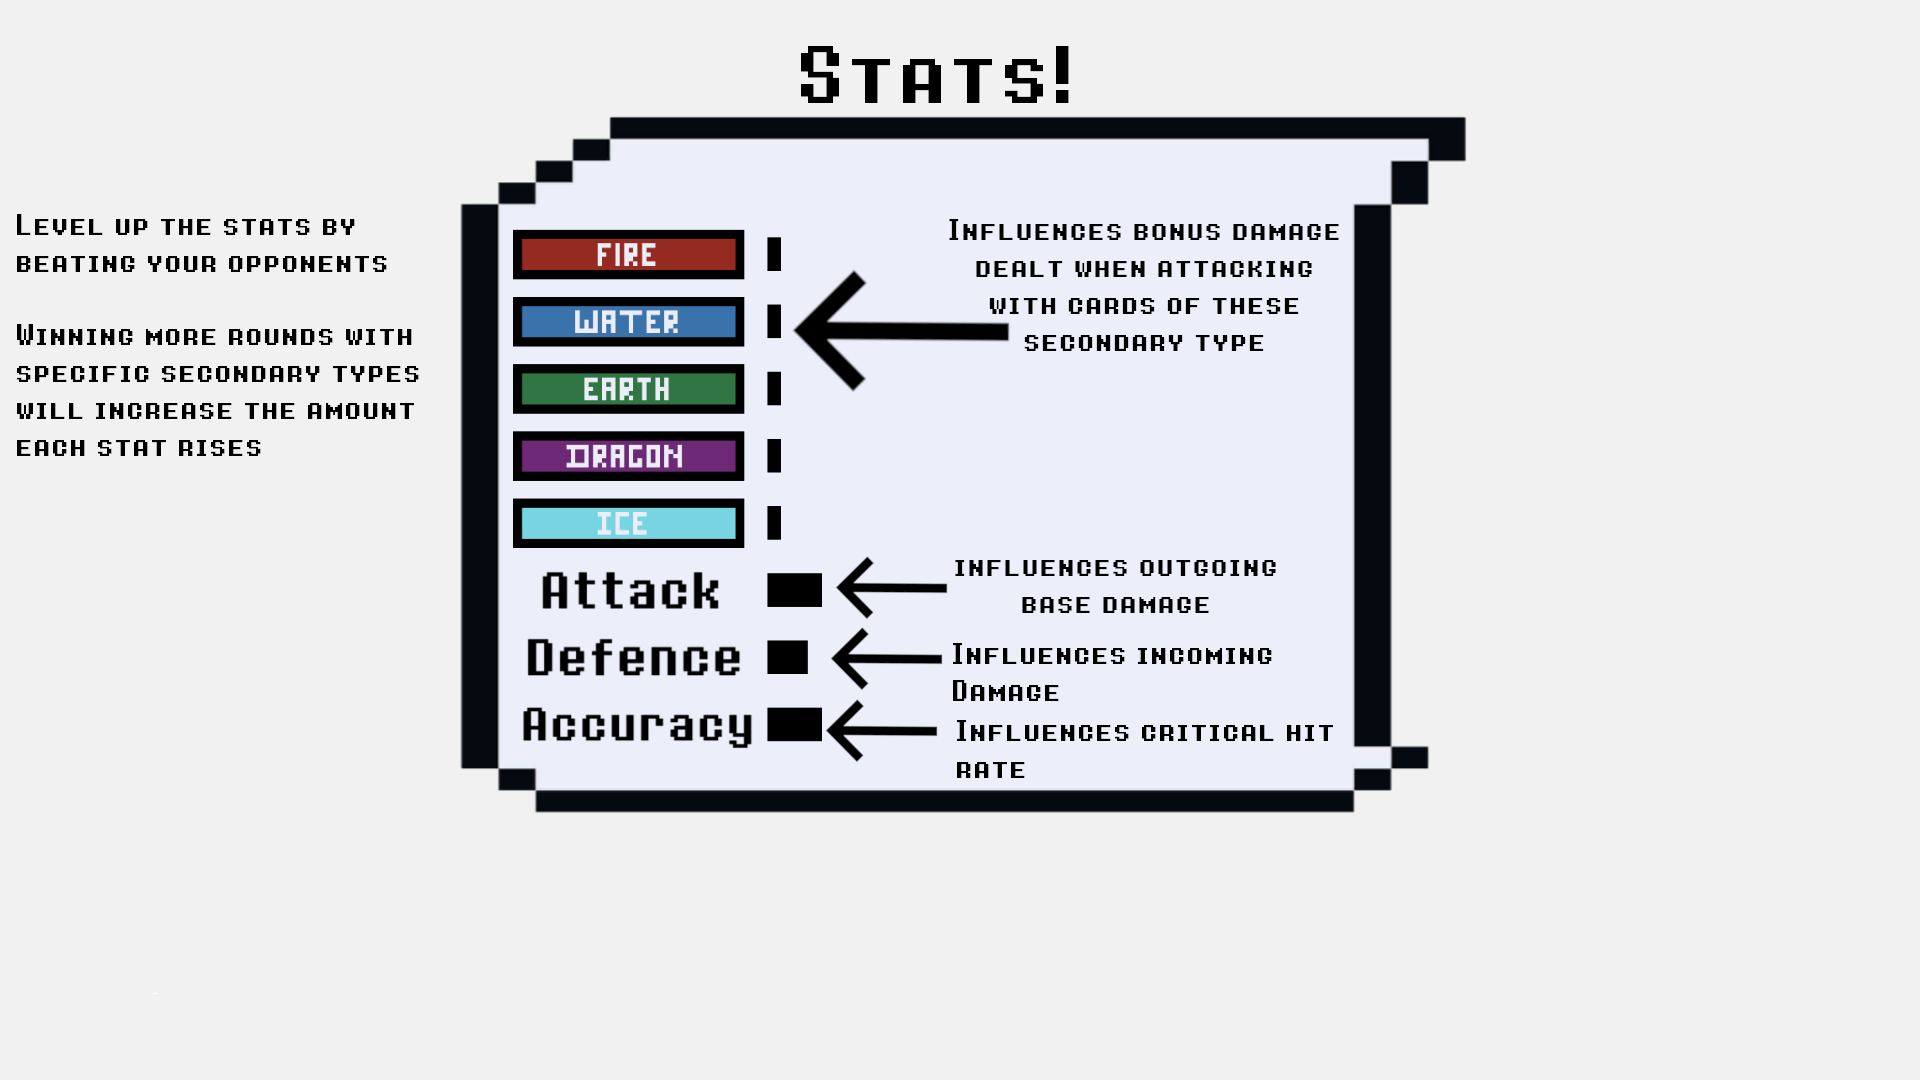 Stats!
Level up the stats by
beating your opponents
Winning more rounds with
specific secondary types
will increase the amount
each stat rises
FIRE
WATER
EARTH
DRAGON
ICE
Attack
Defence
Accuracy
Influences bonus damage
dealt when attacking
with cards of these
secondary type
influences outgoing
base damage
Influences incoming
Damage
Influences critical hit
rate